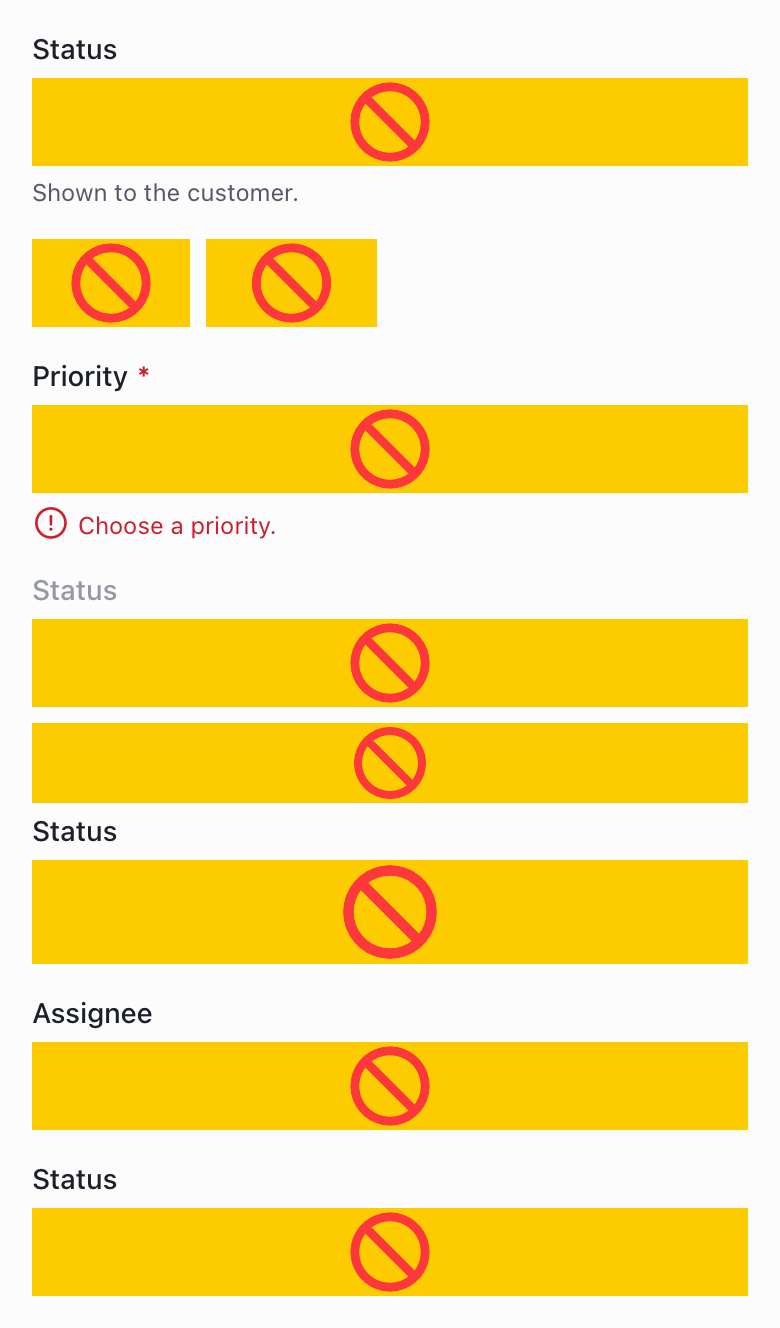 Status
Shown to the customer.
Priority *
Choose a priority.
Status
Status
Assignee
Status